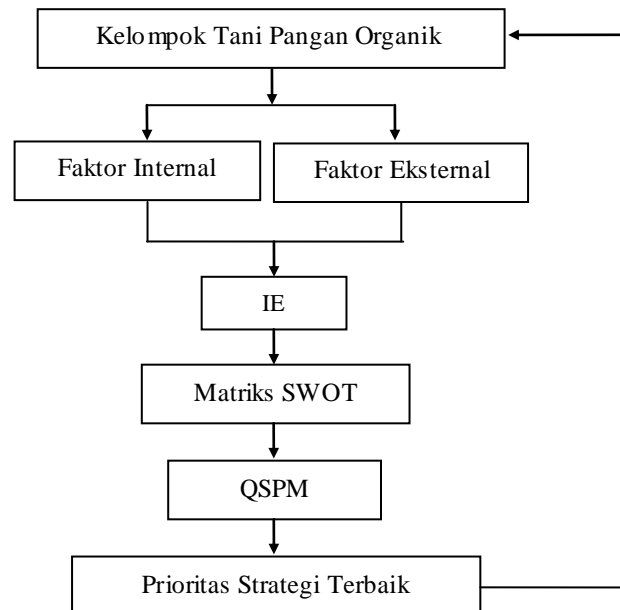 Kelompok Tani Pangan Organik
Faktor Internal
Faktor Eksternal
IE
Matriks SWOT
QSPM
Prioritas Strategi Terbaik